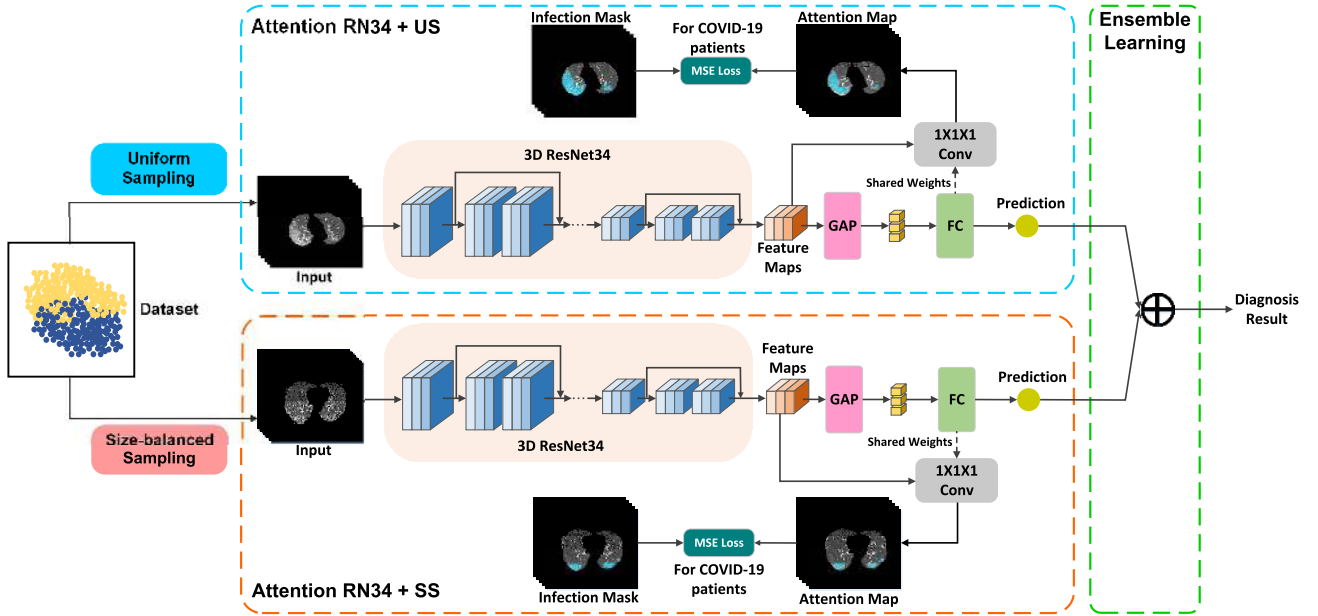 Attention RN34 + US
Infection Mask
For COVID-19
patients
MSE Loss
Attention Map
Ensemble
Learning
Uniform
Sampling
3D ResNet34
1X1X1
Conv
Shared Weights
Input
Feature
Maps
GAP
FC
Prediction
Dataset
Diagnosis
Result
Size-balanced
Sampling
Input
3D ResNet34
Feature
Maps
GAP
FC
Prediction
Shared Weights
1X1X1
Conv
MSE Loss
For COVID-19
patients
Infection Mask
Attention Map
Attention RN34 + SS